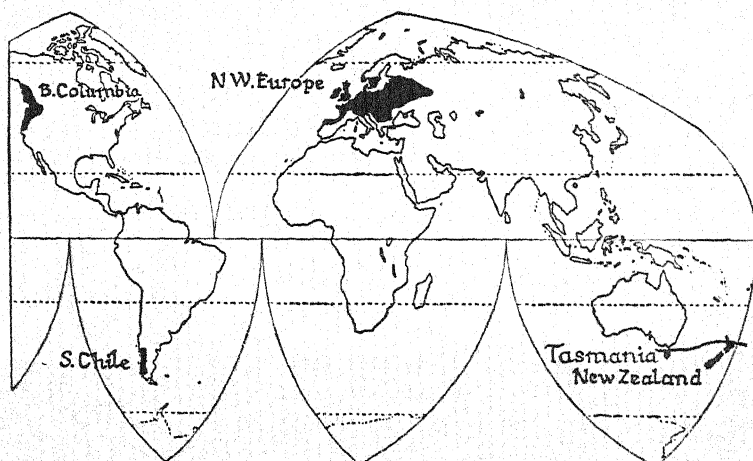 B. Columbia
N W. Europe
S. Chile
Tasmania
New Zealand